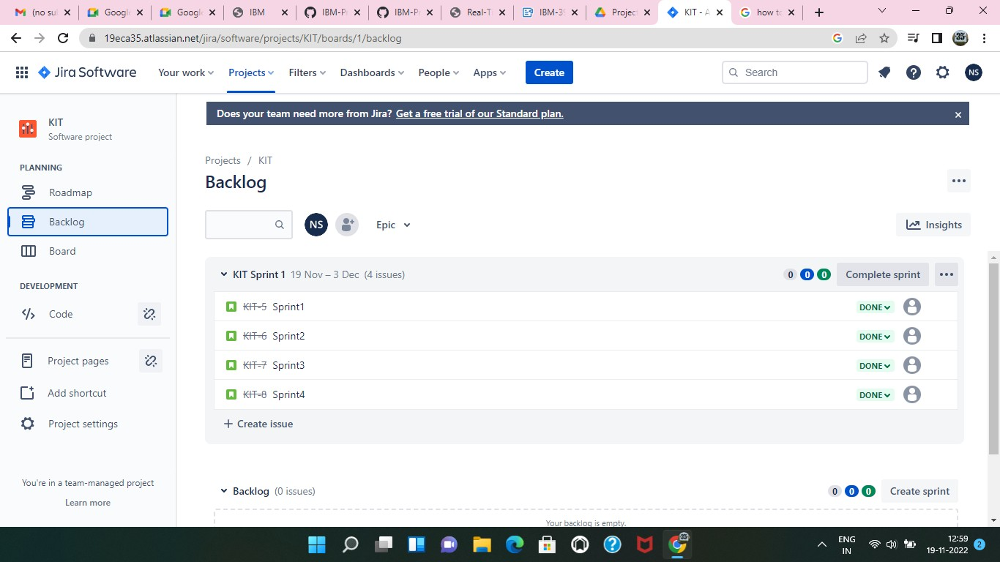 (no su
Google
Google
IBM
IBM-P
IBM-P
Real-T
IBM-3
Project
KIT - A
how to
19eca35.atlassian.net/jira/software/projects/KIT/boards/1/backlog
Jira Software
Your work
Projects
Filters
Dashboards
People
Apps
Create
Search
NS
KIT
Software project
Does your team need more from Jira? Get a free trial of our Standard plan.
PLANNING
Roadmap
Backlog
Board
DEVELOPMENT
Code
Project pages
Add shortcut
Project settings
You're in a team-managed project
Learn more
Projects / KIT
Backlog
NS
Epic
Insights
KIT Sprint 1 19 Nov – 3 Dec (4 issues)
0 0 0
Complete sprint
KIT-5 Sprint1 DONE
KIT-6 Sprint2 DONE
KIT-7 Sprint3 DONE
KIT-8 Sprint4 DONE
+ Create issue
Backlog (0 issues)
0 0 0
Create sprint
Your backlog is empty.
ENG
IN
12:59
19-11-2022
2